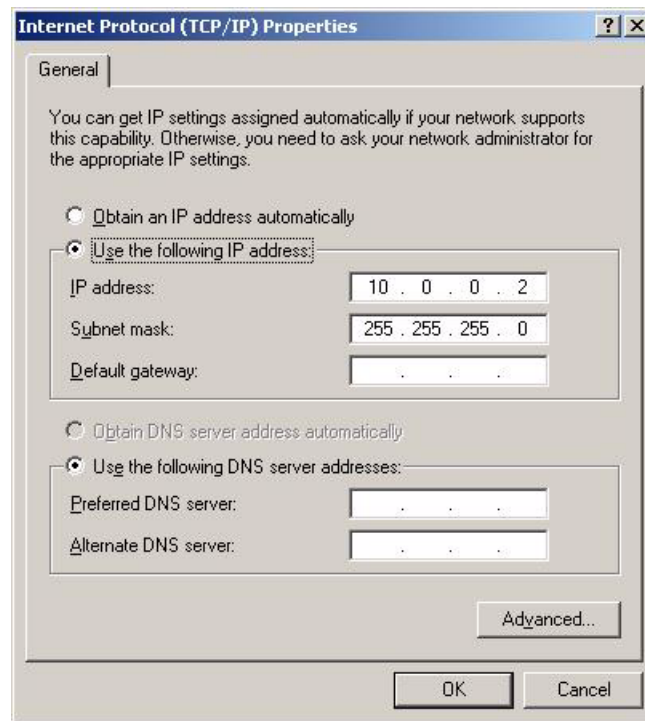 Internet Protocol (TCP/IP) Properties
General
You can get IP settings assigned automatically if your network supports
this capability. Otherwise, you need to ask your network administrator for
the appropriate IP settings.
Obtain an IP address automatically
Use the following IP address:
IP address: 10 . 0 . 0 . 2
Subnet mask: 255 . 255 . 255 . 0
Default gateway: . . .
Obtain DNS server address automatically
Use the following DNS server addresses:
Preferred DNS server: . . .
Alternate DNS server: . . .
Advanced...
OK Cancel